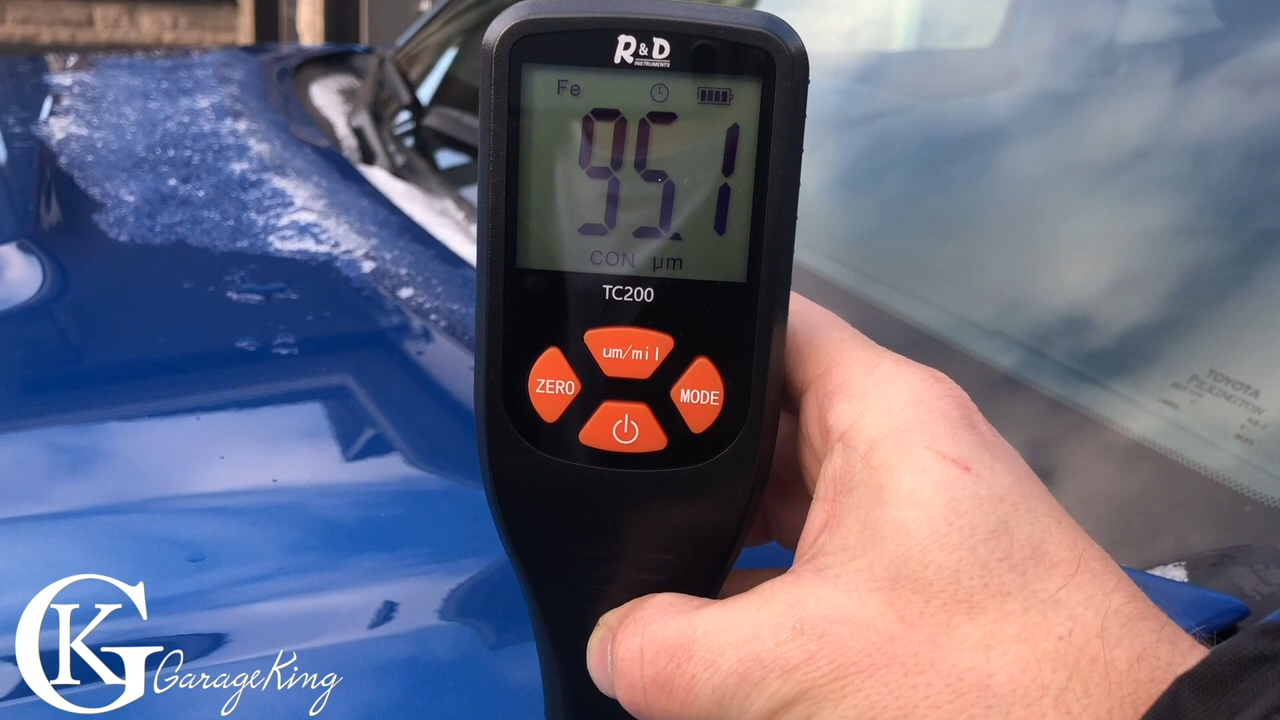 R&D
INSTRUMENTS
Fe
95.1
CON µm
TC200
um/mil
ZERO
MODE
TOYOTA
PILKINGTON
GK GarageKing